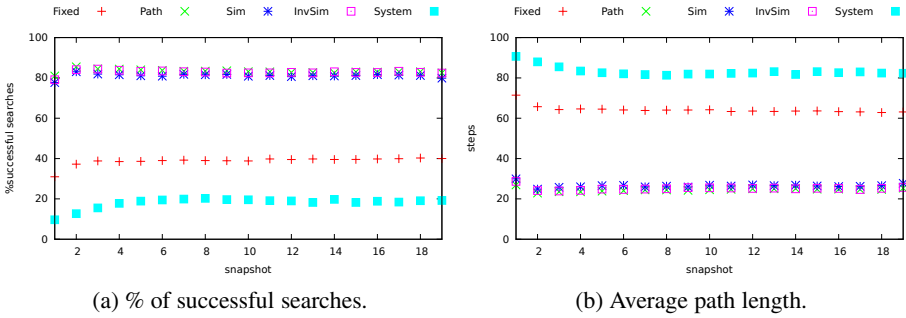 Fixed Path Sim InvSim System
100
80
60
40
20
0
%successful searches
2 4 6 8 10 12 14 16 18
snapshot
(a) % of successful searches.
Fixed Path Sim InvSim System
100
80
60
40
20
0
steps
2 4 6 8 10 12 14 16 18
snapshot
(b) Average path length.